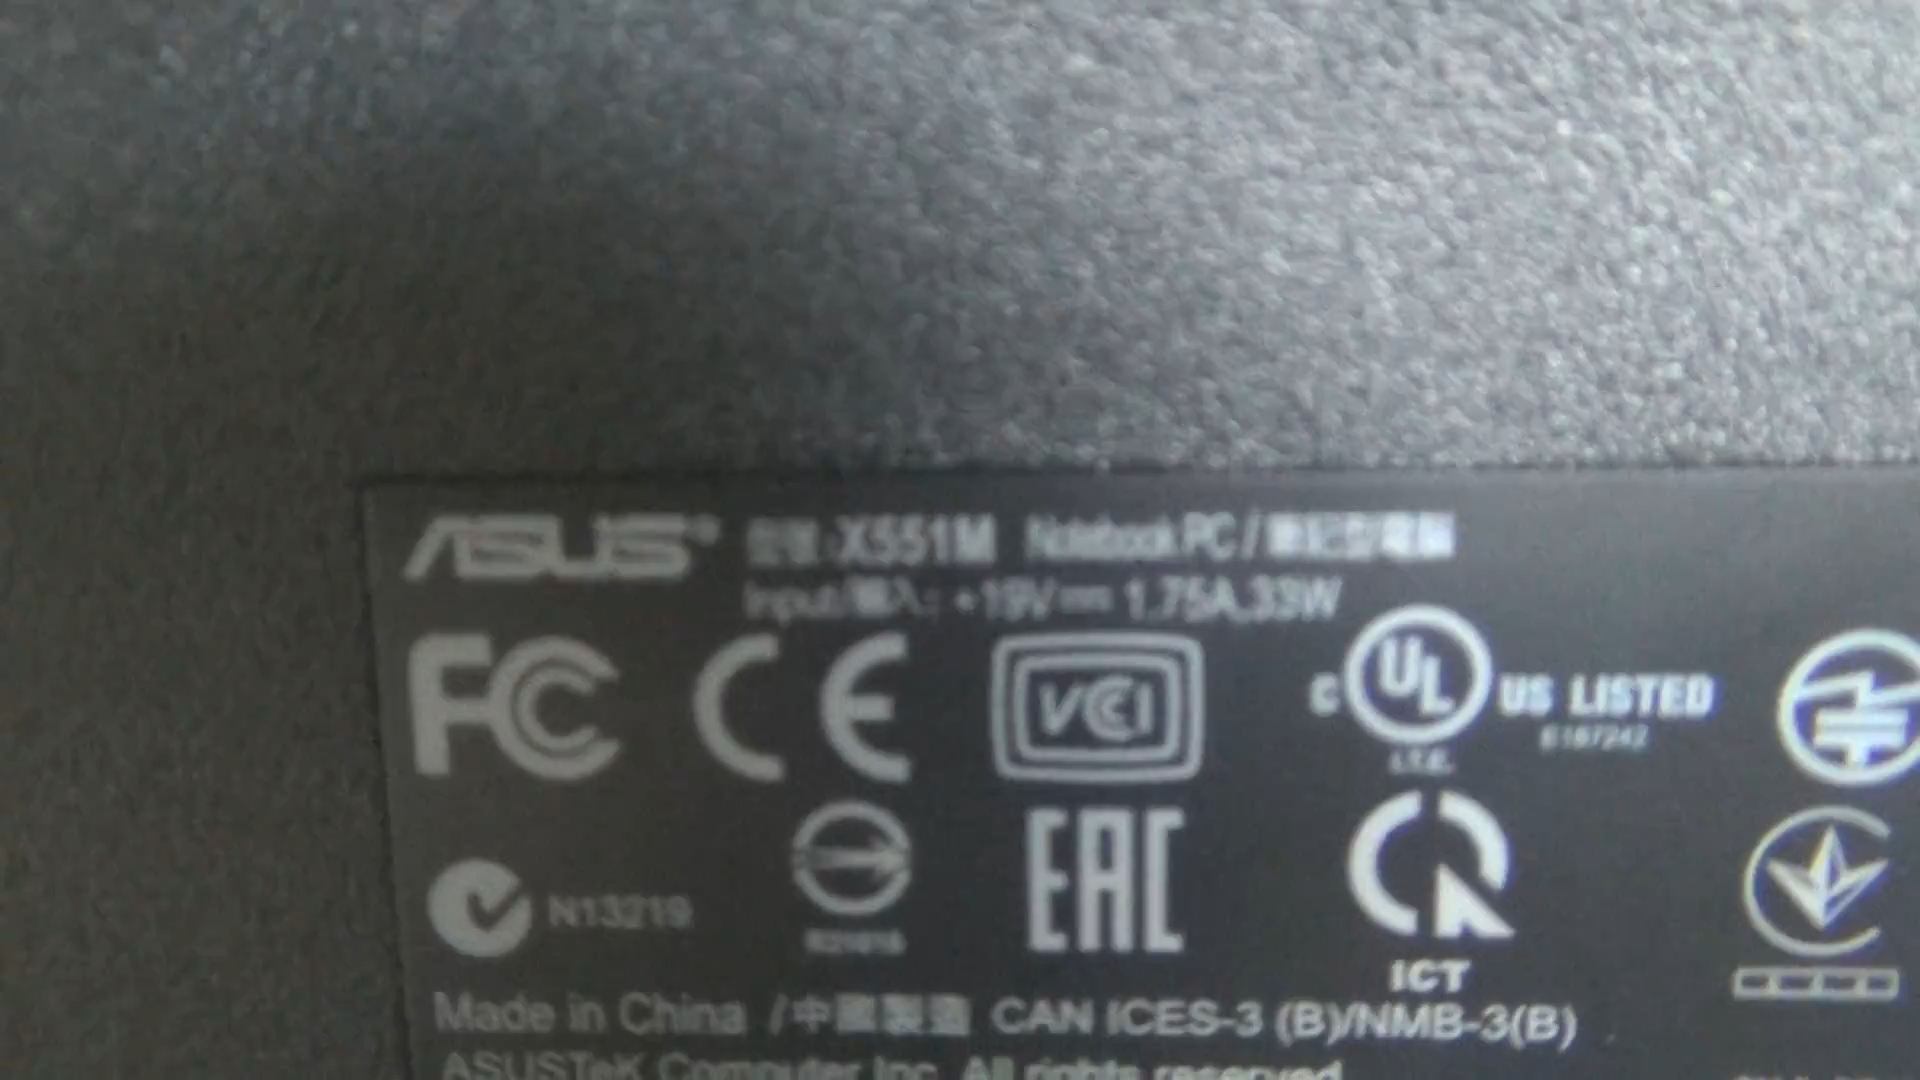 ASUS® 型號:X551M Notebook PC / 筆記型電腦
Input/輸入: +19V⎓ 1.75A,33W
FC CE VCI c UL US LISTED
I.T.E. E187242
N13219 EAC
ICT
Made in China /中國製造 CAN ICES-3 (B)/NMB-3(B)
ASUSTeK Computer Inc. All rights reserved.